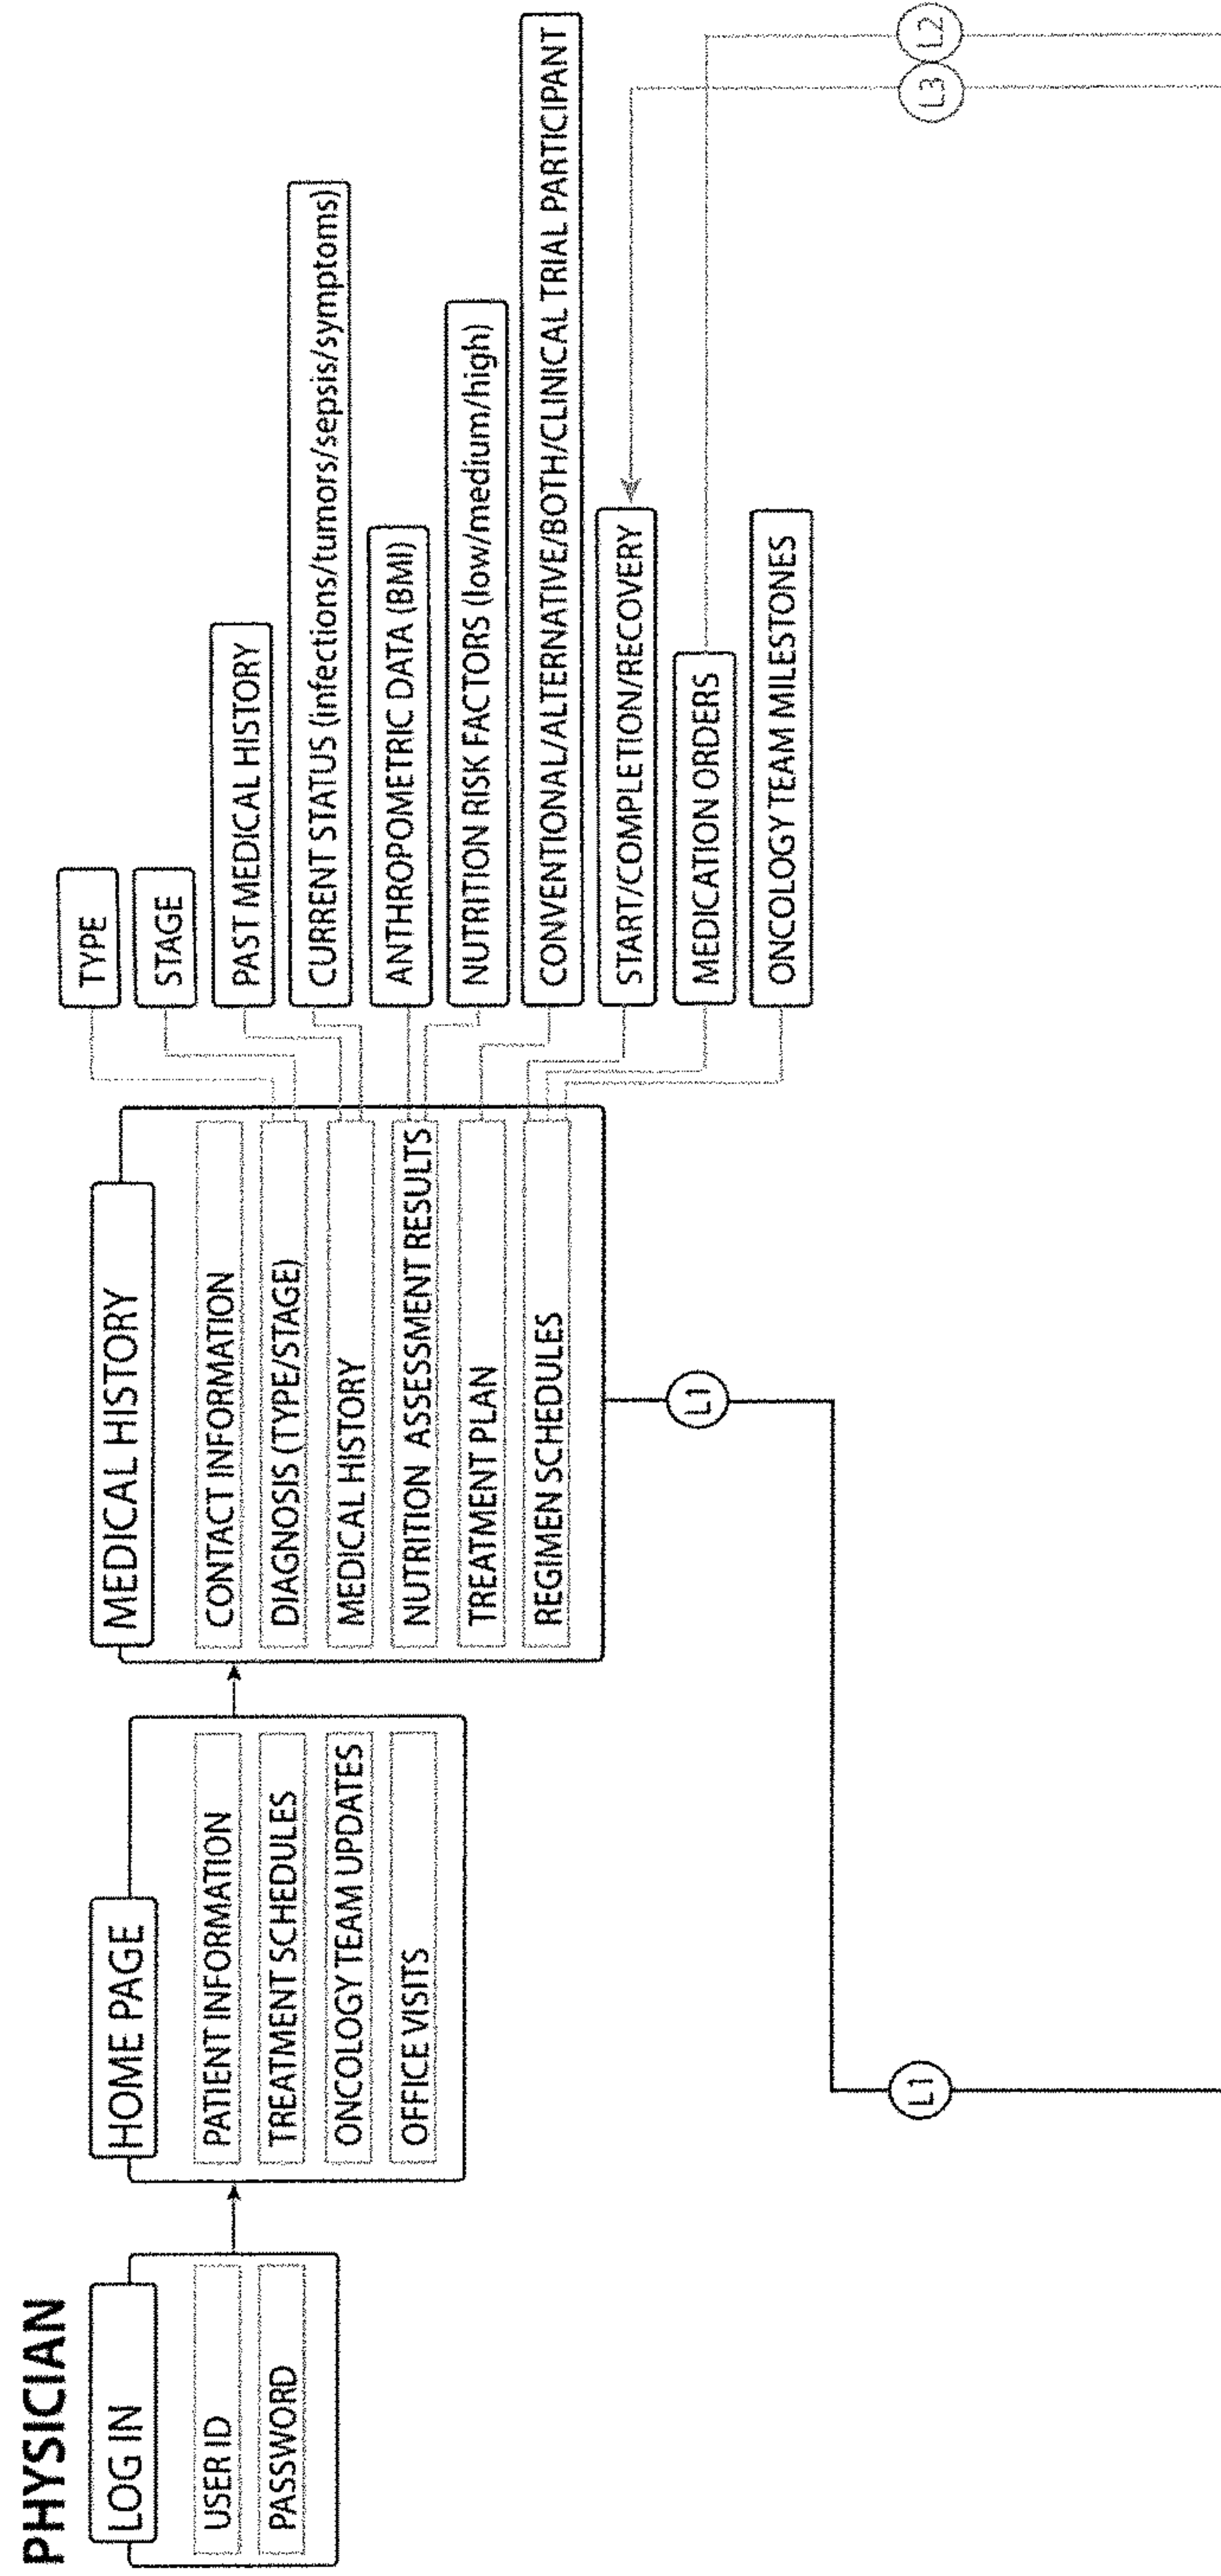 PHYSICIAN
LOG IN
USER ID
PASSWORD
HOME PAGE
PATIENT INFORMATION
TREATMENT SCHEDULES
ONCOLOGY TEAM UPDATES
OFFICE VISITS
MEDICAL HISTORY
CONTACT INFORMATION
DIAGNOSIS (TYPE/STAGE)
MEDICAL HISTORY
NUTRITION ASSESSMENT RESULTS
TREATMENT PLAN
REGIMEN SCHEDULES
TYPE
STAGE
PAST MEDICAL HISTORY
CURRENT STATUS (infections/tumors/sepsis/symptoms)
ANTHROPOMETRIC DATA (BMI)
NUTRITION RISK FACTORS (low/medium/high)
CONVENTIONAL/ALTERNATIVE/BOTH/CLINICAL TRIAL PARTICIPANT
START/COMPLETION/RECOVERY
MEDICATION ORDERS
ONCOLOGY TEAM MILESTONES
L1
L1
L3
L2